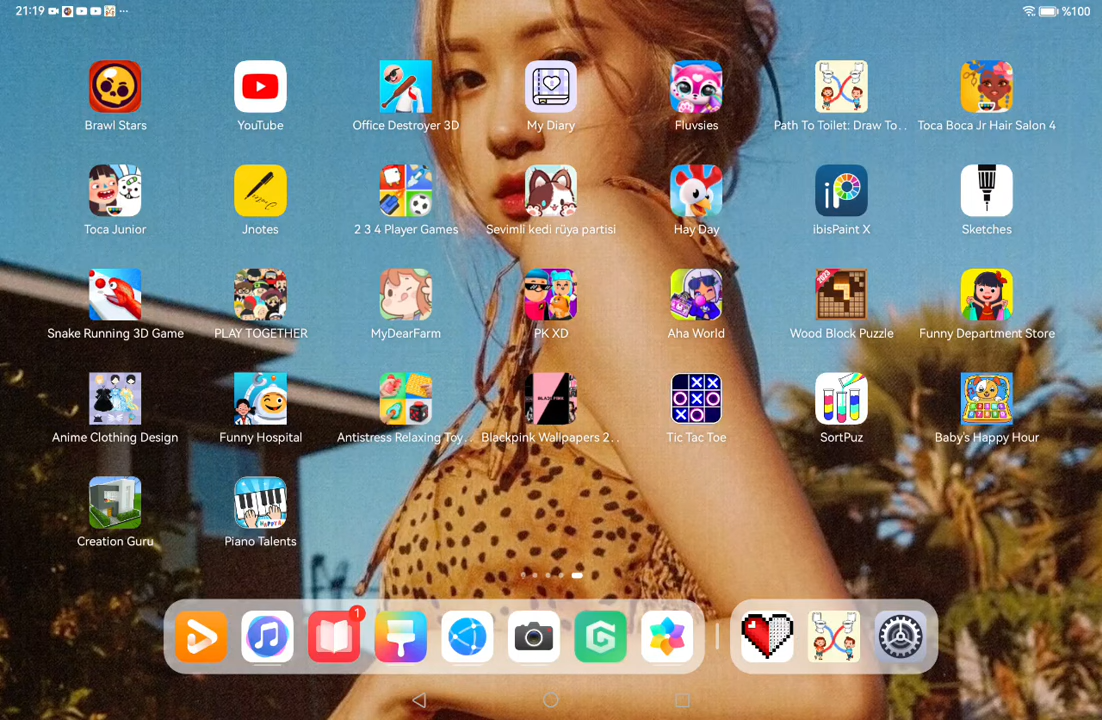 21:19
%100
Brawl Stars
YouTube
Office Destroyer 3D
My Diary
Fluvsies
Path To Toilet: Draw To..
Toca Boca Jr Hair Salon 4
Toca Junior
Jnotes
2 3 4 Player Games
Sevimli kedi rüya partisi
Hay Day
ibisPaint X
Sketches
Snake Running 3D Game
PLAY TOGETHER
MyDearFarm
PK XD
Aha World
2023
Wood Block Puzzle
Funny Department Store
Anime Clothing Design
Funny Hospital
Antistress Relaxing Toy..
BLACKPINK
Blackpink Wallpapers 2..
Tic Tac Toe
SortPuz
Baby's Happy Hour
Creation Guru
Piano Talents
1